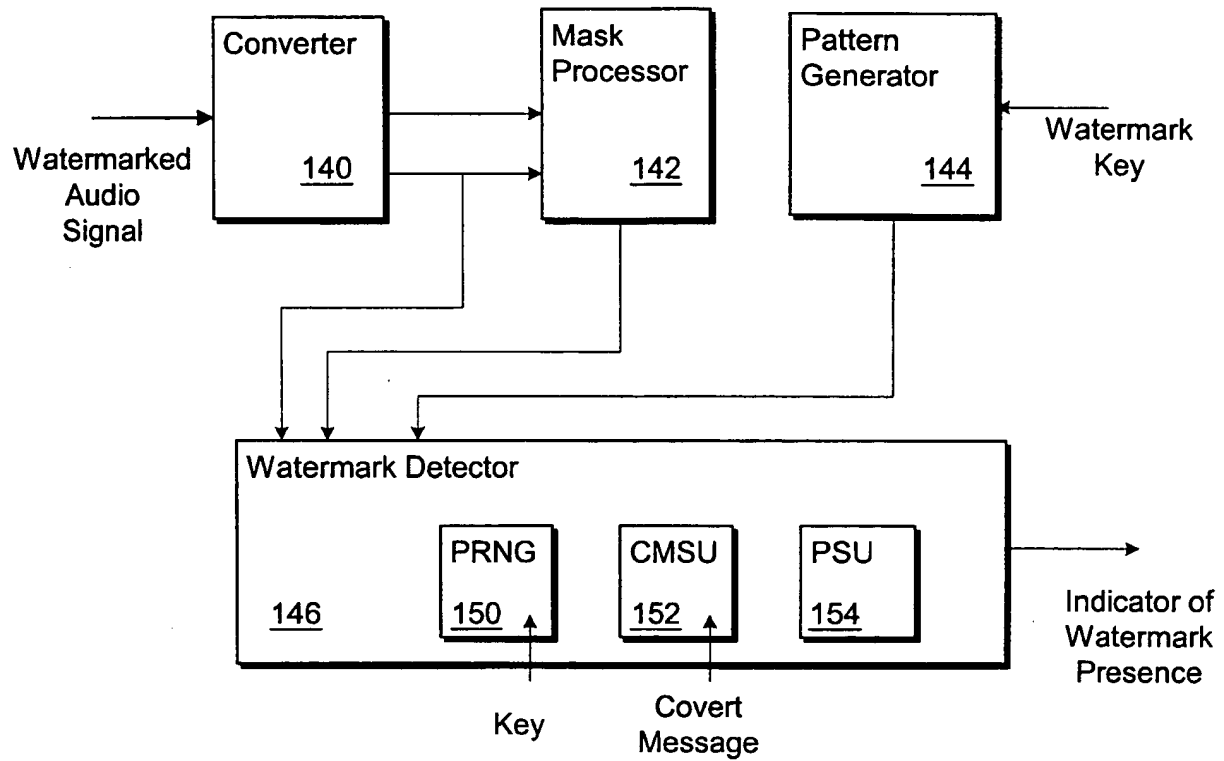 Converter
140
Mask
Processor
142
Pattern
Generator
144
Watermarked
Audio
Signal
Watermark
Key
Watermark Detector
146
PRNG
150
CMSU
152
PSU
154
Key
Covert
Message
Indicator of
Watermark
Presence